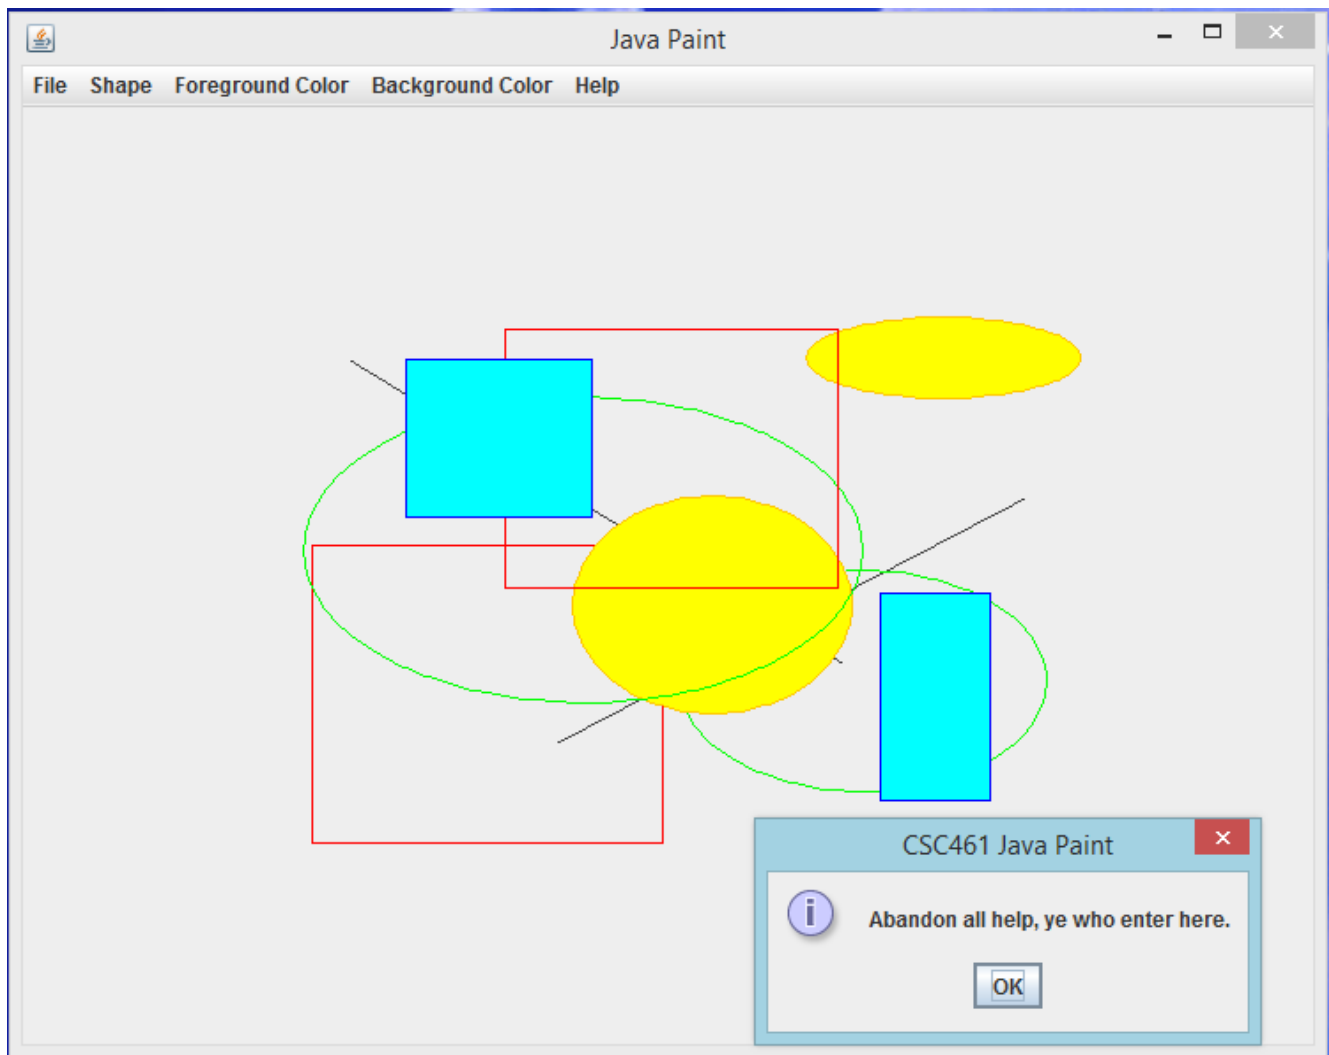 Java Paint
File Shape Foreground Color Background Color Help
CSC461 Java Paint
i
Abandon all help, ye who enter here.
OK